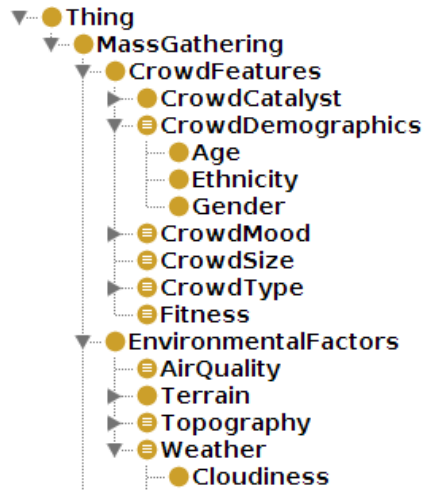 Thing
MassGathering
CrowdFeatures
CrowdCatalyst
CrowdDemographics
Age
Ethnicity
Gender
CrowdMood
CrowdSize
CrowdType
Fitness
EnvironmentalFactors
AirQuality
Terrain
Topography
Weather
Cloudiness